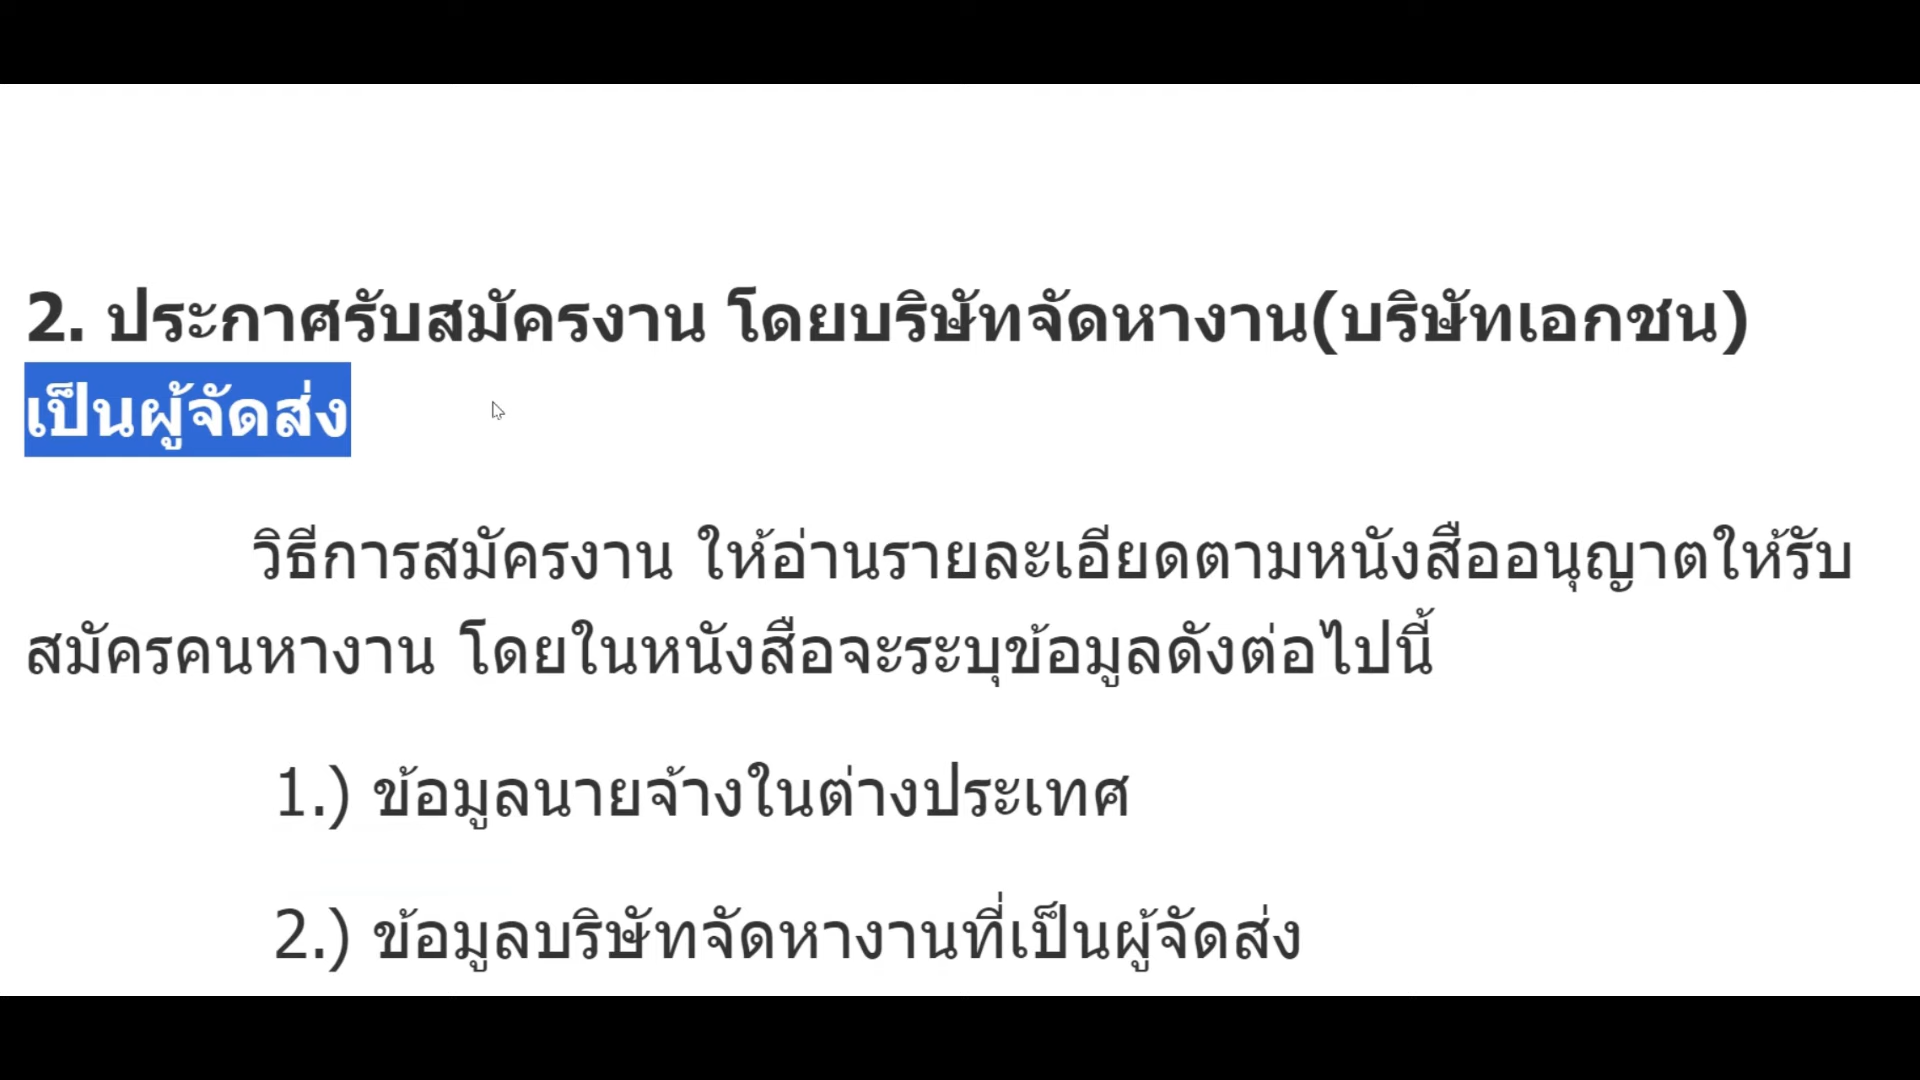 2. ประกาศรับสมัครงาน โดยบริษัทจัดหางาน(บริษัทเอกชน)
เป็นผู้จัดส่ง
วิธีการสมัครงาน ให้อ่านรายละเอียดตามหนังสืออนุญาตให้รับ
สมัครคนหางาน โดยในหนังสือจะระบุข้อมูลดังต่อไปนี้
1.) ข้อมูลนายจ้างในต่างประเทศ
2.) ข้อมูลบริษัทจัดหางานที่เป็นผู้จัดส่ง